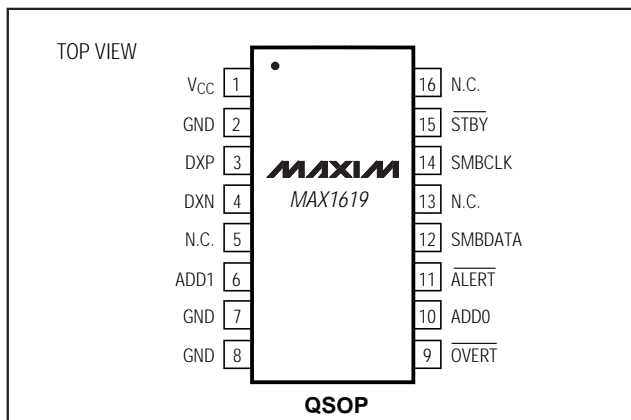 TOP VIEW
VCC 1 16 N.C.
GND 2 15 STBY
DXP 3 14 SMBCLK
MAXIM
DXN 4 MAX1619 13 N.C.
N.C. 5 12 SMBDATA
ADD1 6 11 ALERT
GND 7 10 ADD0
GND 8 9 OVERT
QSOP